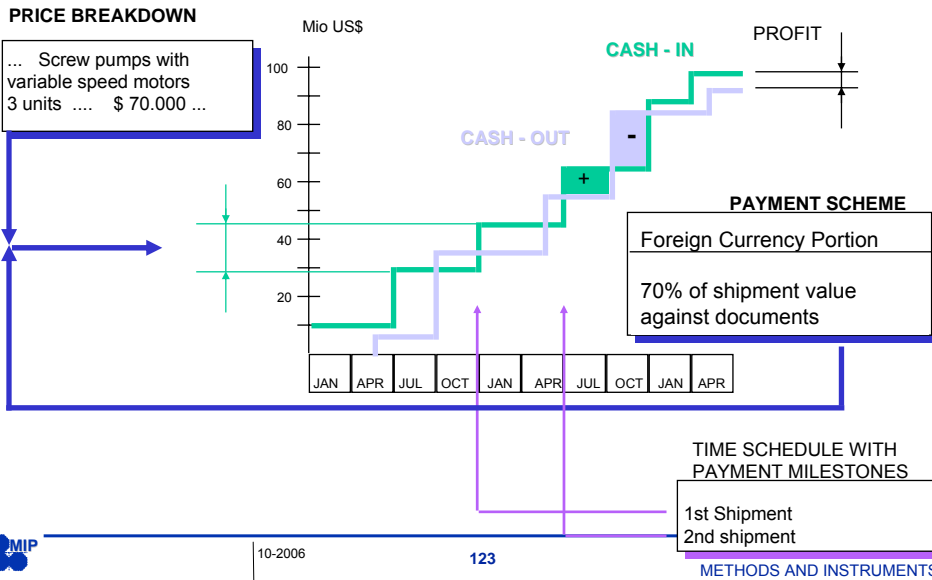 PRICE BREAKDOWN
... Screw pumps with
variable speed motors
3 units .... $ 70.000 ...
Mio US$
100
80
60
40
20
CASH - IN
CASH - OUT
PROFIT
+
-
PAYMENT SCHEME
Foreign Currency Portion
70% of shipment value
against documents
JAN APR JUL OCT JAN APR JUL OCT JAN APR
TIME SCHEDULE WITH
PAYMENT MILESTONES
1st Shipment
2nd shipment
MIP
10-2006
123
METHODS AND INSTRUMENTS